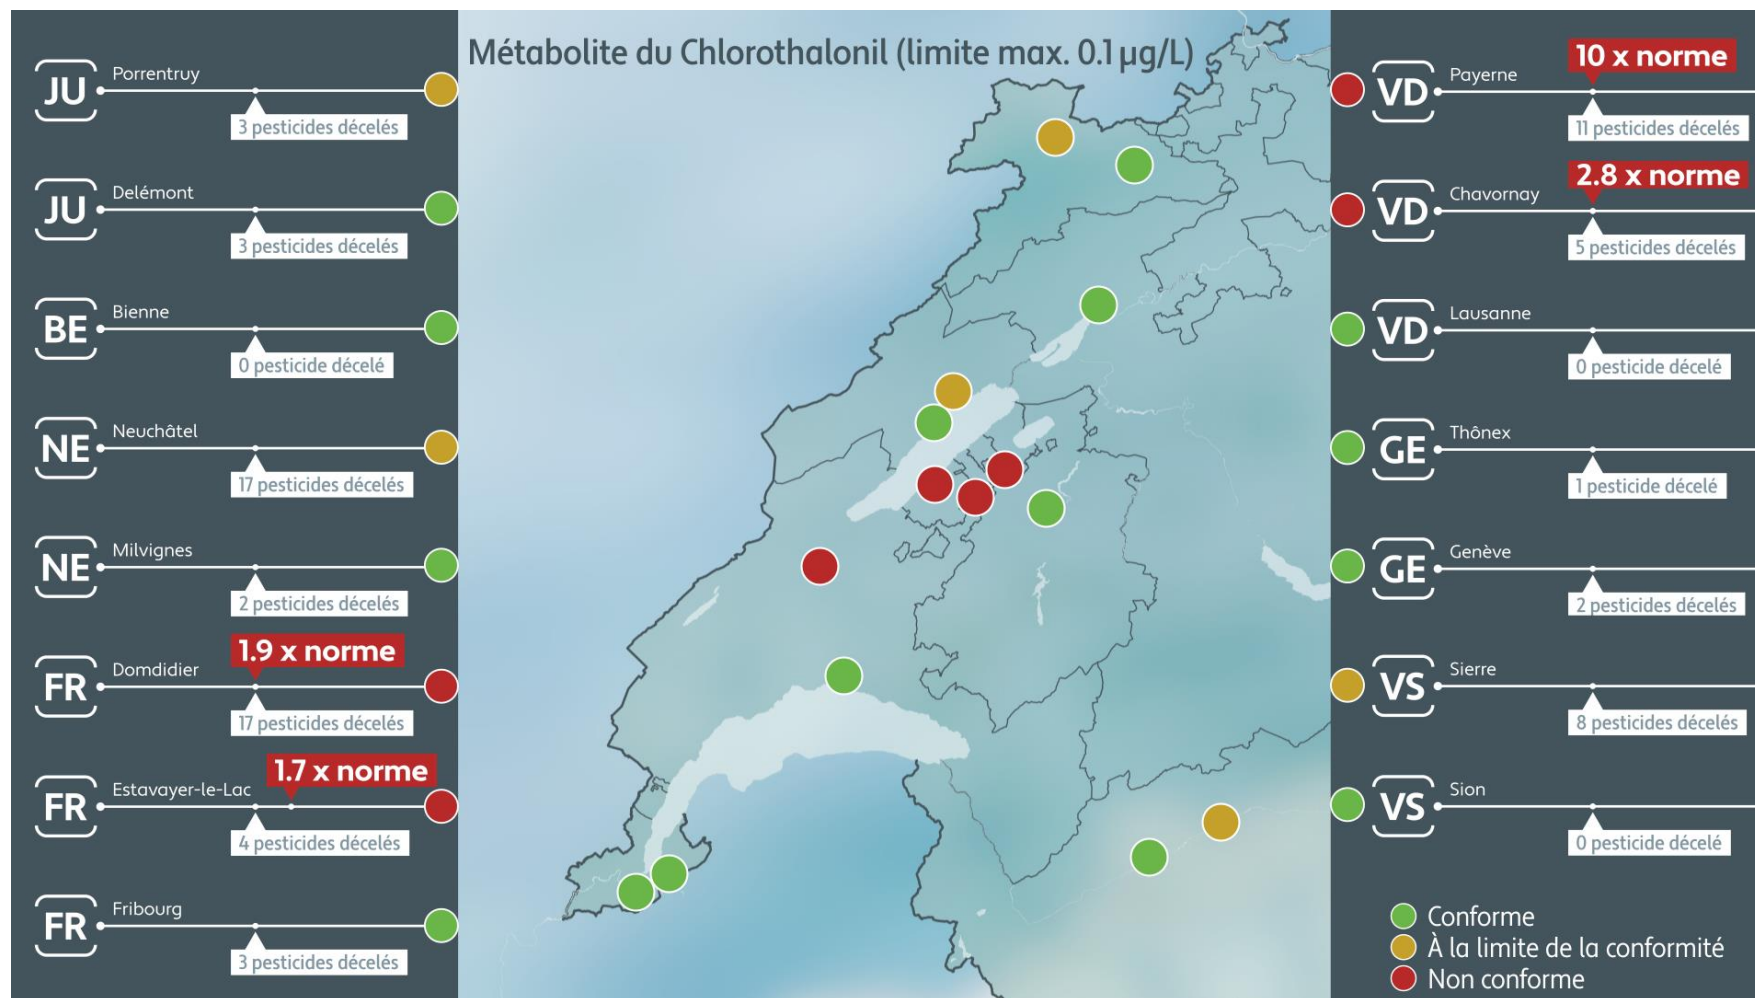 Métabolite du Chlorothalonil (limite max. 0.1 µg/L)
JU
Porrentruy
3 pesticides décelés
JU
Delémont
3 pesticides décelés
BE
Bienne
0 pesticide décelé
NE
Neuchâtel
17 pesticides décelés
NE
Milvignes
2 pesticides décelés
FR
Domdidier
1.9 x norme
17 pesticides décelés
FR
Estavayer-le-Lac
1.7 x norme
4 pesticides décelés
FR
Fribourg
3 pesticides décelés
VD
Payerne
10 x norme
11 pesticides décelés
VD
Chavornay
2.8 x norme
5 pesticides décelés
VD
Lausanne
0 pesticide décelé
GE
Thônex
1 pesticide décelé
GE
Genève
2 pesticides décelés
VS
Sierre
8 pesticides décelés
VS
Sion
0 pesticide décelé
Conforme
À la limite de la conformité
Non conforme